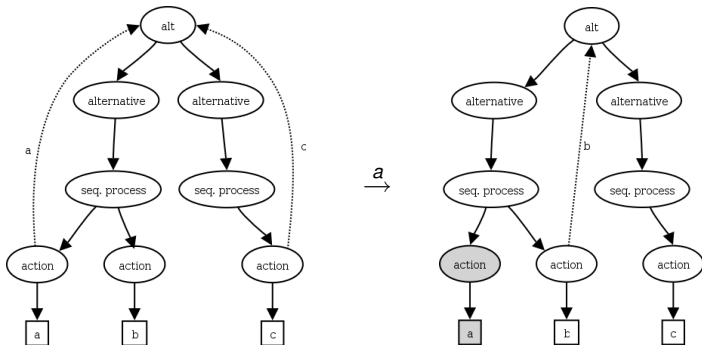 alt
alternative alternative
a c
seq. process seq. process
action action action
a b c
a
→
alt
alternative alternative
b
seq. process seq. process
action action action
a b c